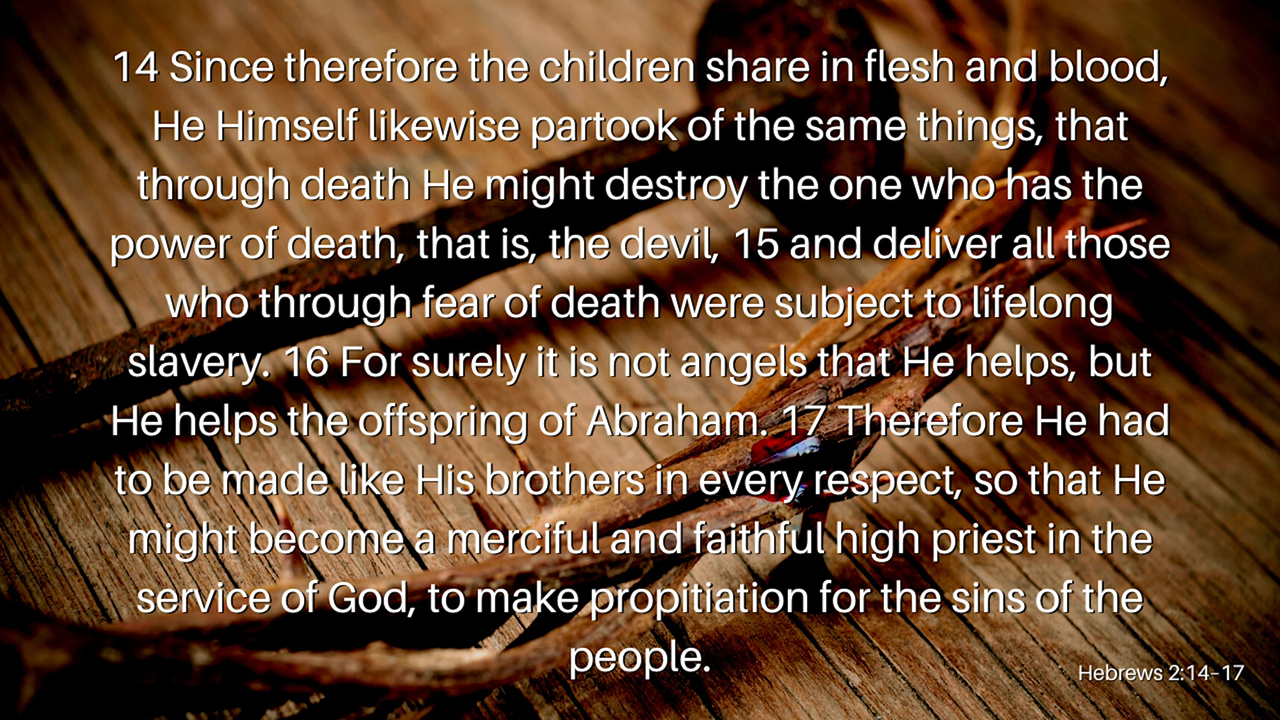 14 Since therefore the children share in flesh and blood,
He Himself likewise partook of the same things, that
through death He might destroy the one who has the
power of death, that is, the devil, 15 and deliver all those
who through fear of death were subject to lifelong
slavery. 16 For surely it is not angels that He helps, but
He helps the offspring of Abraham. 17 Therefore He had
to be made like His brothers in every respect, so that He
might become a merciful and faithful high priest in the
service of God, to make propitiation for the sins of the
people.
Hebrews 2:14–17